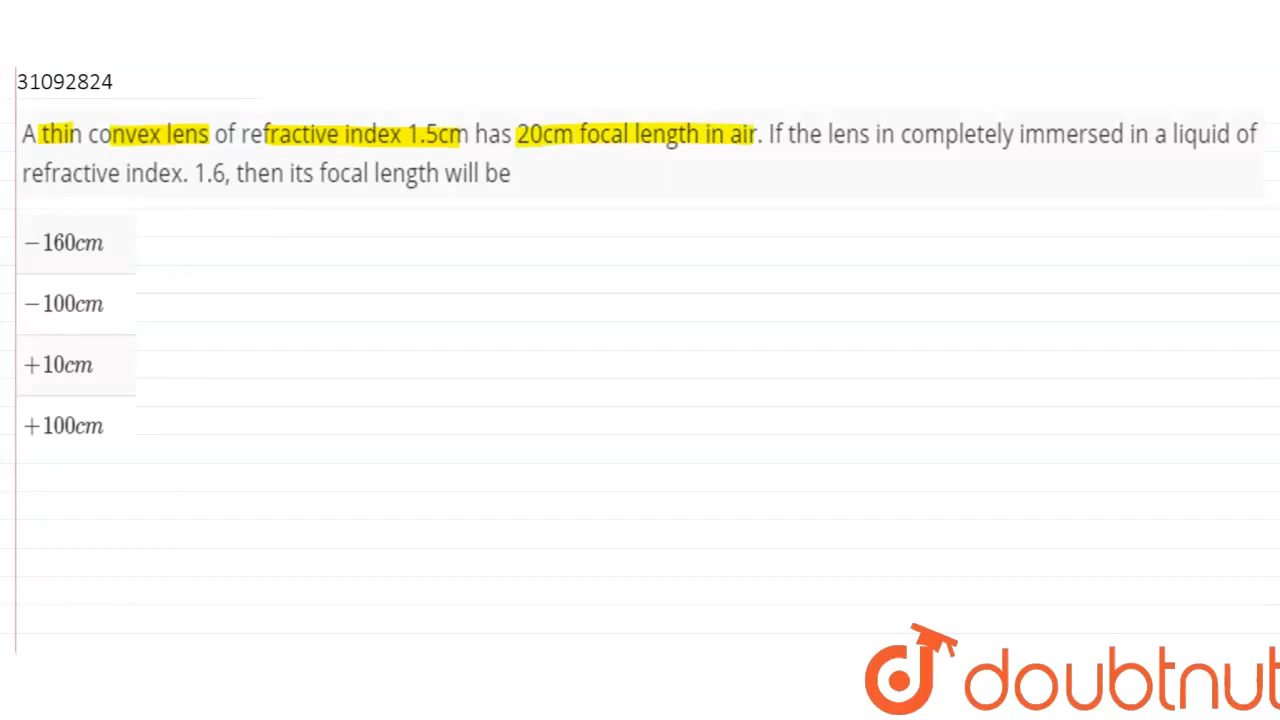 31092824
A thin convex lens of refractive index 1.5cm has 20cm focal length in air. If the lens in completely immersed in a liquid of
refractive index. 1.6, then its focal length will be
−160cm
−100cm
+10cm
+100cm
doubtnut